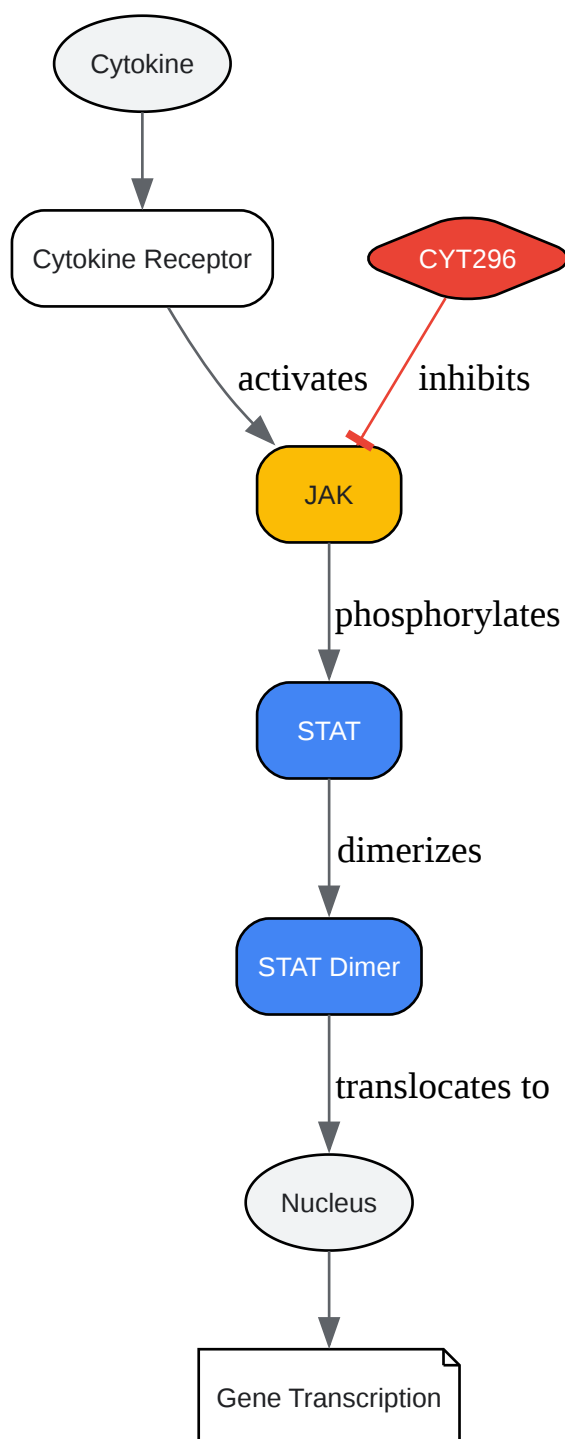 Cytokine
Cytokine Receptor
CYT296
activates
inhibits
JAK
phosphorylates
STAT
dimerizes
STAT Dimer
translocates to
Nucleus
Gene Transcription